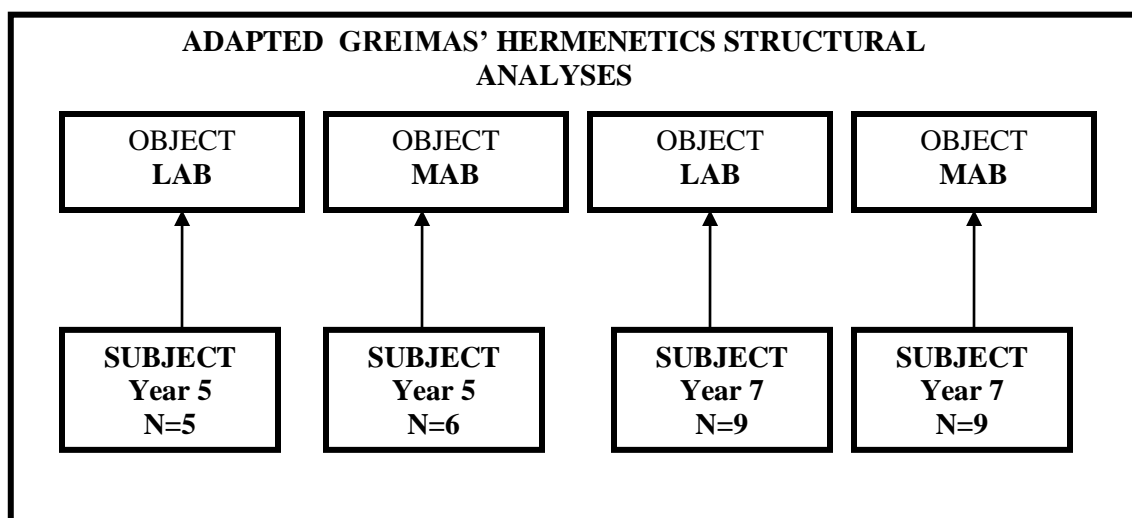 ADAPTED GREIMAS' HERMENETICS STRUCTURAL
ANALYSES
OBJECT
LAB
OBJECT
MAB
OBJECT
LAB
OBJECT
MAB
SUBJECT
Year 5
N=5
SUBJECT
Year 5
N=6
SUBJECT
Year 7
N=9
SUBJECT
Year 7
N=9